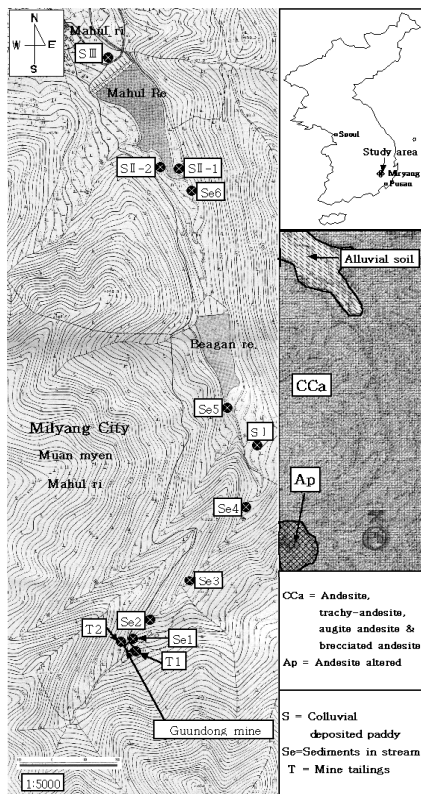 N
W E
S
Mahul ri
SⅢ
Mahul Re
SⅡ-2
SⅡ-1
Se6
Beagan re.
Se5
SⅠ
Milyang City
Muan myen
Mahul ri
Se4
Se3
Se2
T2
Se1
T1
Guundong mine
1:5000
Seoul
Study area
Miryang
Pusan
Alluvial soil
CCa
Ap
CCa = Andesite,
trachy-andesite,
augite andesite &
brecciated andesite
Ap = Andesite altered
S = Colluvial
deposited paddy
Se=Sediments in stream
T = Mine tailings